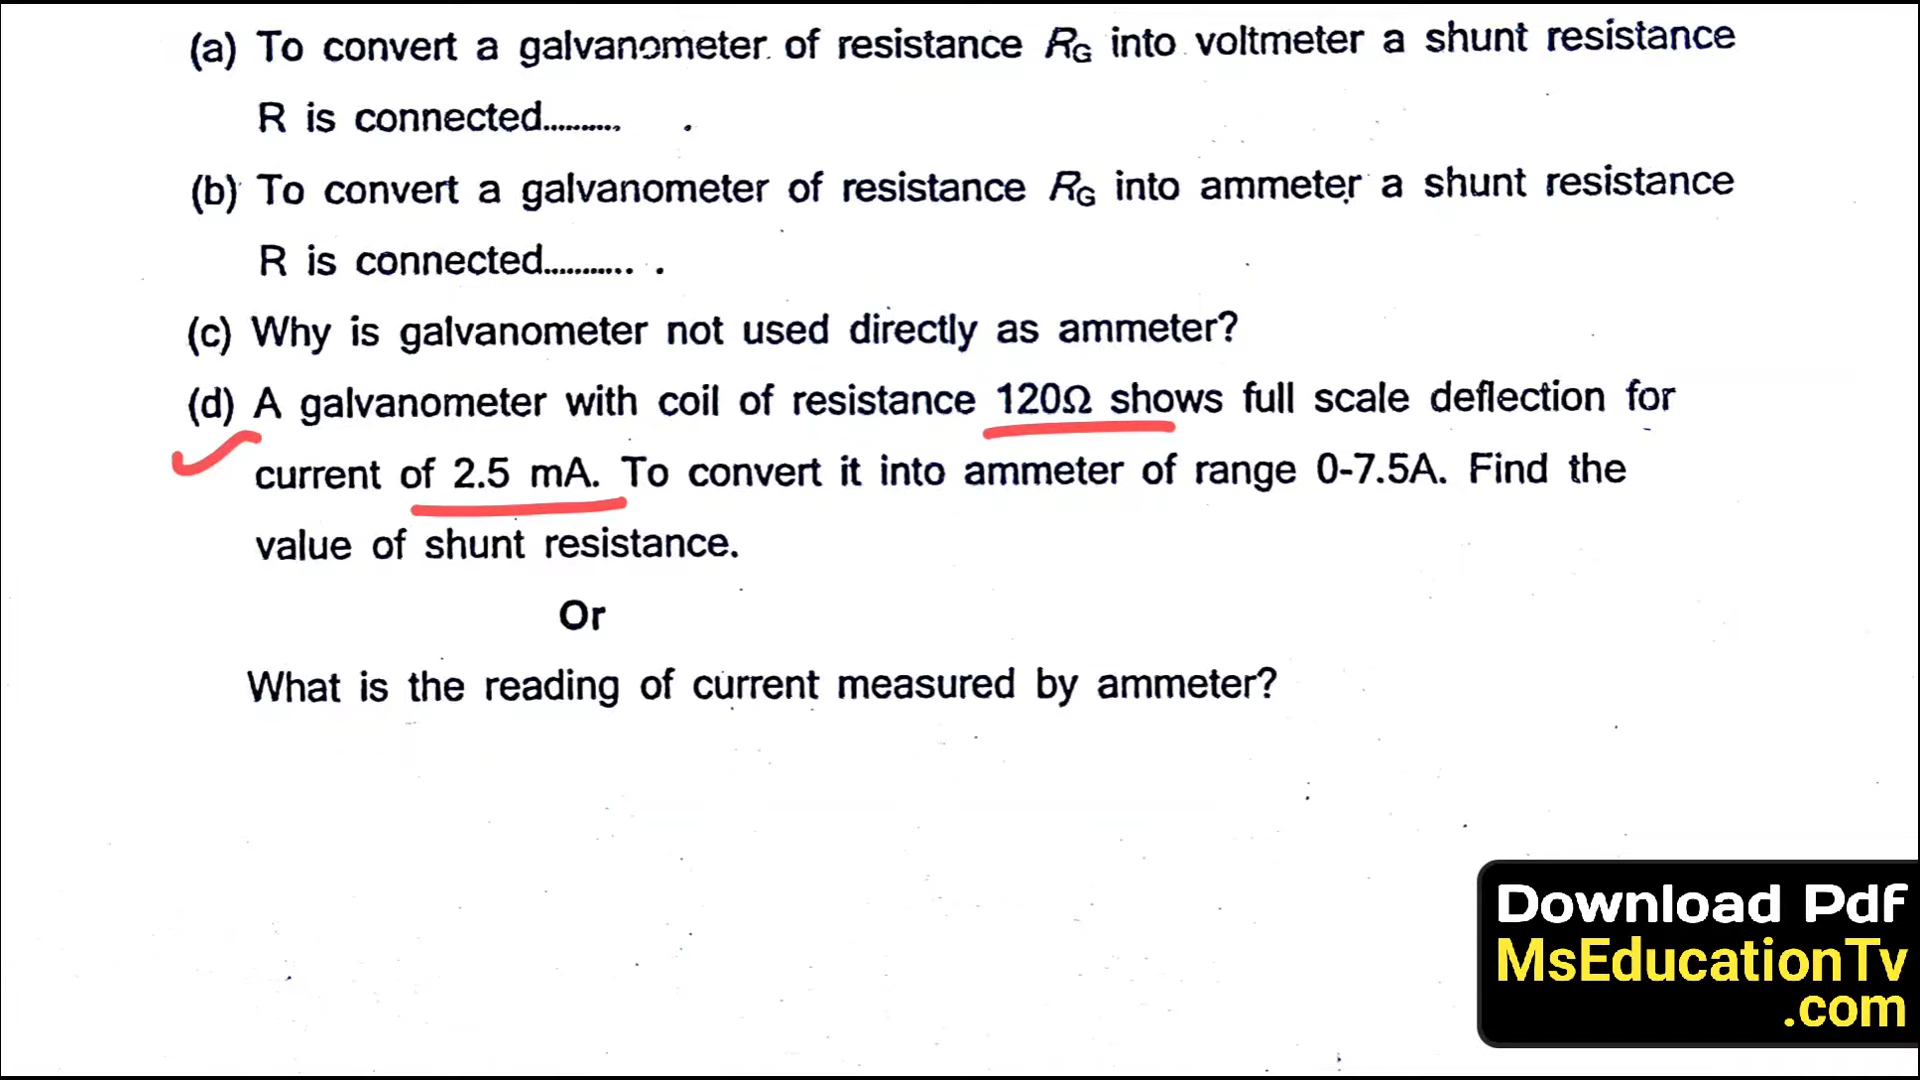 (a) To convert a galvanometer of resistance RG into voltmeter a shunt resistance
R is connected.......... .
(b) To convert a galvanometer of resistance RG into ammeter a shunt resistance
R is connected........... .
(c) Why is galvanometer not used directly as ammeter?
(d) A galvanometer with coil of resistance 120Ω shows full scale deflection for
current of 2.5 mA. To convert it into ammeter of range 0-7.5A. Find the
value of shunt resistance.
Or
What is the reading of current measured by ammeter?
Download Pdf
MsEducationTv
.com